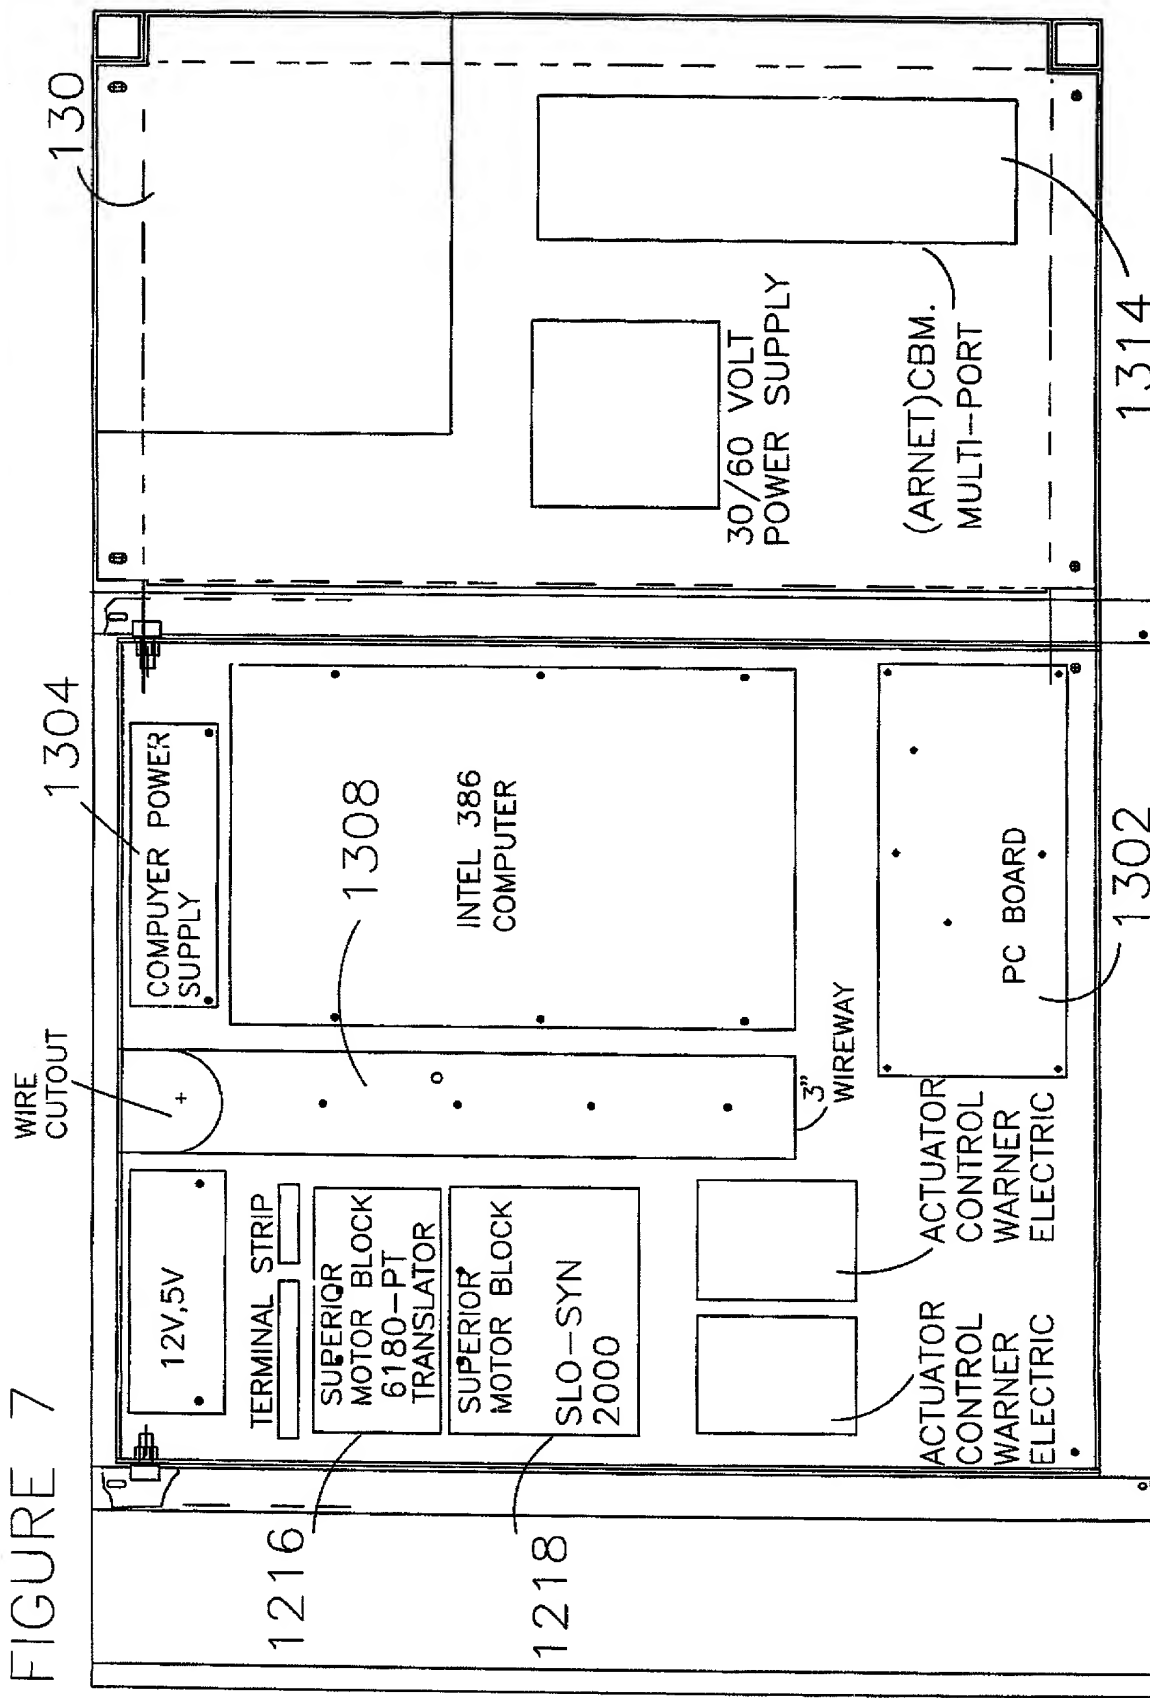 FIGURE 7
WIRE
CUTOUT
1304
130
12V,5V
COMPUYER POWER
SUPPLY
TERMINAL STRIP
1308
1216
SUPERIOR
MOTOR BLOCK
6180-PT
TRANSLATOR
1218
SUPERIOR
MOTOR BLOCK
SLO-SYN
2000
INTEL 386
COMPUTER
30/60 VOLT
POWER SUPPLY
3"
WIREWAY
(ARNET)CBM.
MULTI-PORT
ACTUATOR
CONTROL
WARNER
ELECTRIC
ACTUATOR
CONTROL
WARNER
ELECTRIC
PC BOARD
1302
1314